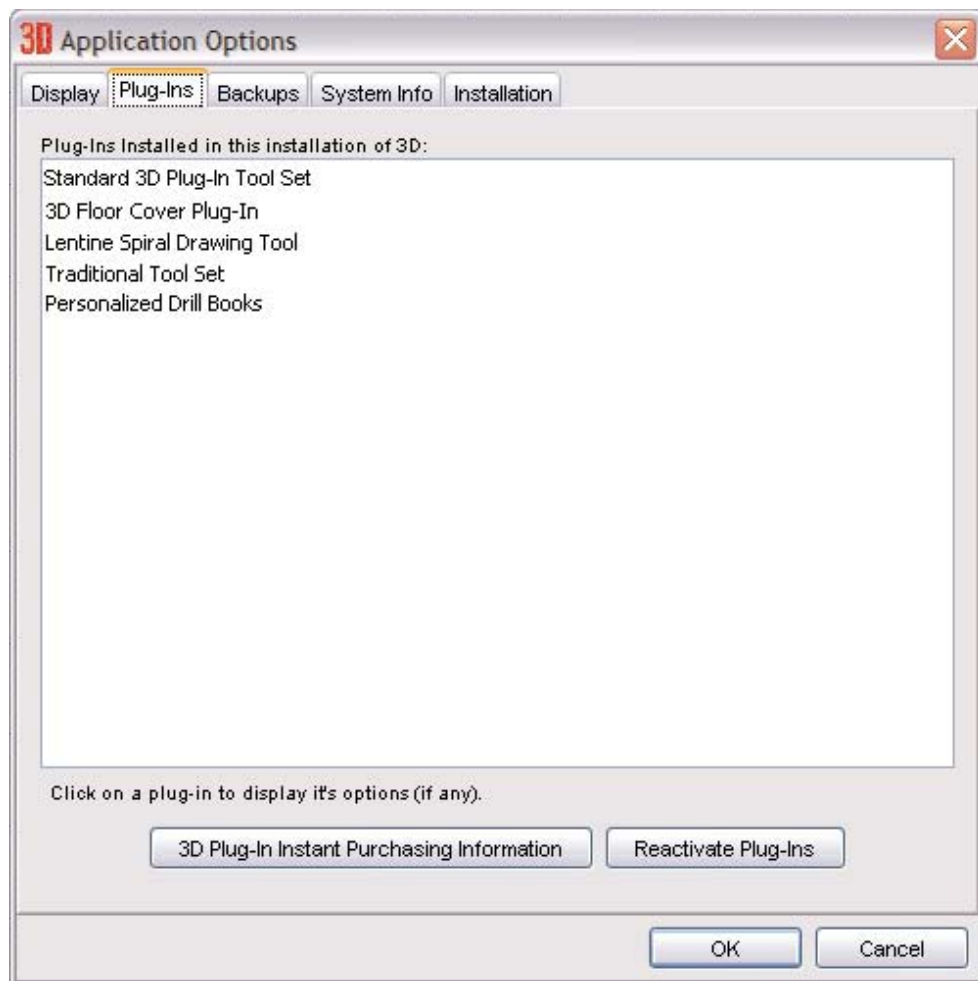 3D Application Options
Display Plug-Ins Backups System Info Installation
Plug-Ins Installed in this installation of 3D:
Standard 3D Plug-In Tool Set
3D Floor Cover Plug-In
Lentine Spiral Drawing Tool
Traditional Tool Set
Personalized Drill Books
Click on a plug-in to display it's options (if any).
3D Plug-In Instant Purchasing Information Reactivate Plug-Ins
OK Cancel